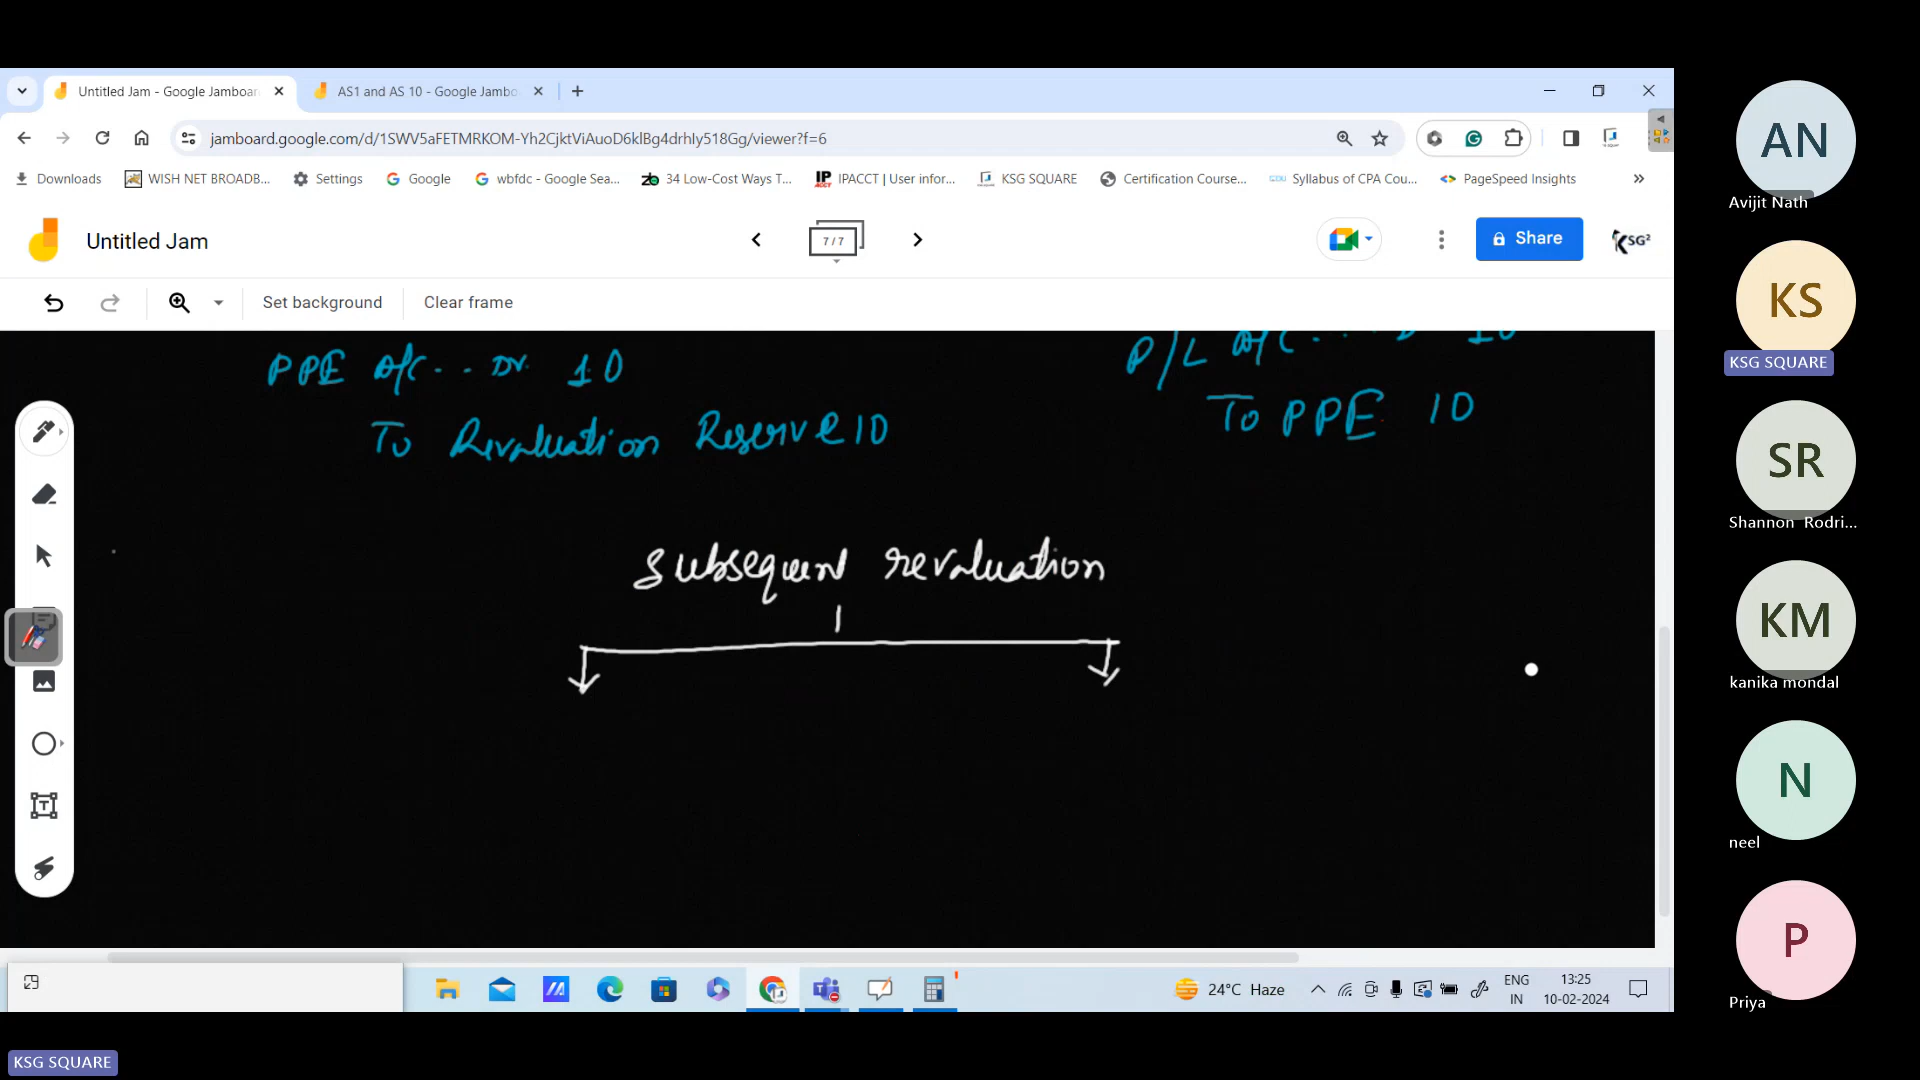 Untitled Jam - Google Jamboar
AS1 and AS 10 - Google Jambo
jamboard.google.com/d/1SWV5aFETMRKOM-Yh2CjktViAuoD6klBg4drhly518Gg/viewer?f=6
Downloads
WISH NET BROADB...
Settings
Google
wbfdc - Google Sea...
34 Low-Cost Ways T...
IPACCT | User infor...
KSG SQUARE
Certification Course...
Syllabus of CPA Cou...
PageSpeed Insights
Untitled Jam
7 / 7
Share
KSG²
Set background
Clear frame
PPE A/C... Dr. 10
To Revaluation Reserve 10
P/L A/C... D 10
To PPE 10
Subsequent revaluation
24°C Haze
ENG
IN
13:25
10-02-2024
AN
Avijit Nath
KS
KSG SQUARE
SR
Shannon Rodri...
KM
kanika mondal
N
neel
P
Priya
KSG SQUARE